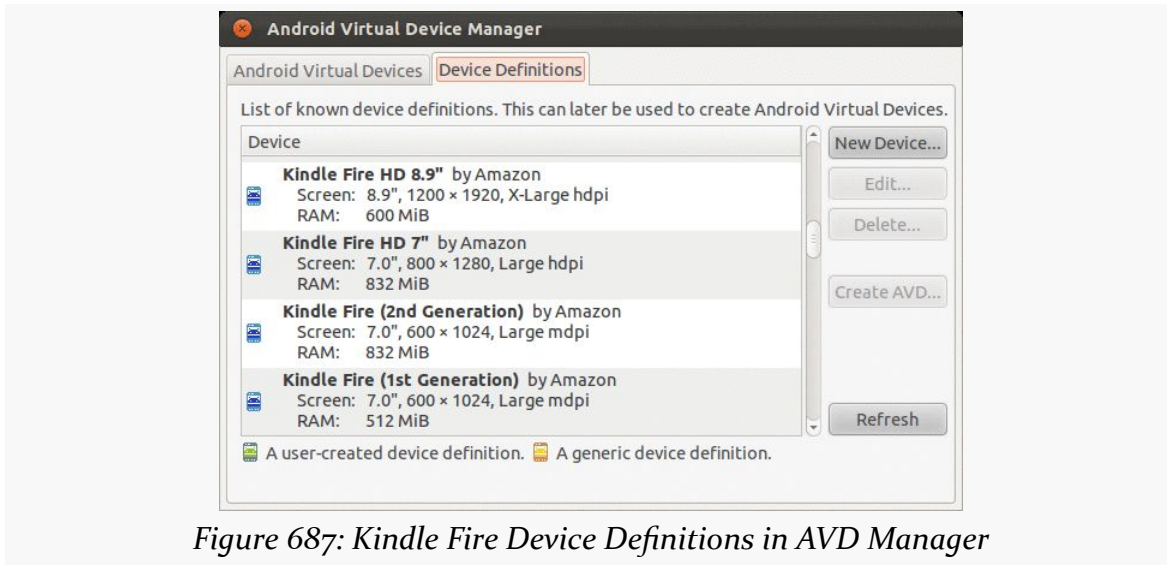 Android Virtual Device Manager
Android Virtual Devices
Device Definitions
List of known device definitions. This can later be used to create Android Virtual Devices.
Device
Kindle Fire HD 8.9" by Amazon
Screen: 8.9", 1200 × 1920, X-Large hdpi
RAM: 600 MiB
Kindle Fire HD 7" by Amazon
Screen: 7.0", 800 × 1280, Large hdpi
RAM: 832 MiB
Kindle Fire (2nd Generation) by Amazon
Screen: 7.0", 600 × 1024, Large mdpi
RAM: 832 MiB
Kindle Fire (1st Generation) by Amazon
Screen: 7.0", 600 × 1024, Large mdpi
RAM: 512 MiB
New Device...
Edit...
Delete...
Create AVD...
Refresh
A user-created device definition. A generic device definition.
Figure 687: Kindle Fire Device Definitions in AVD Manager